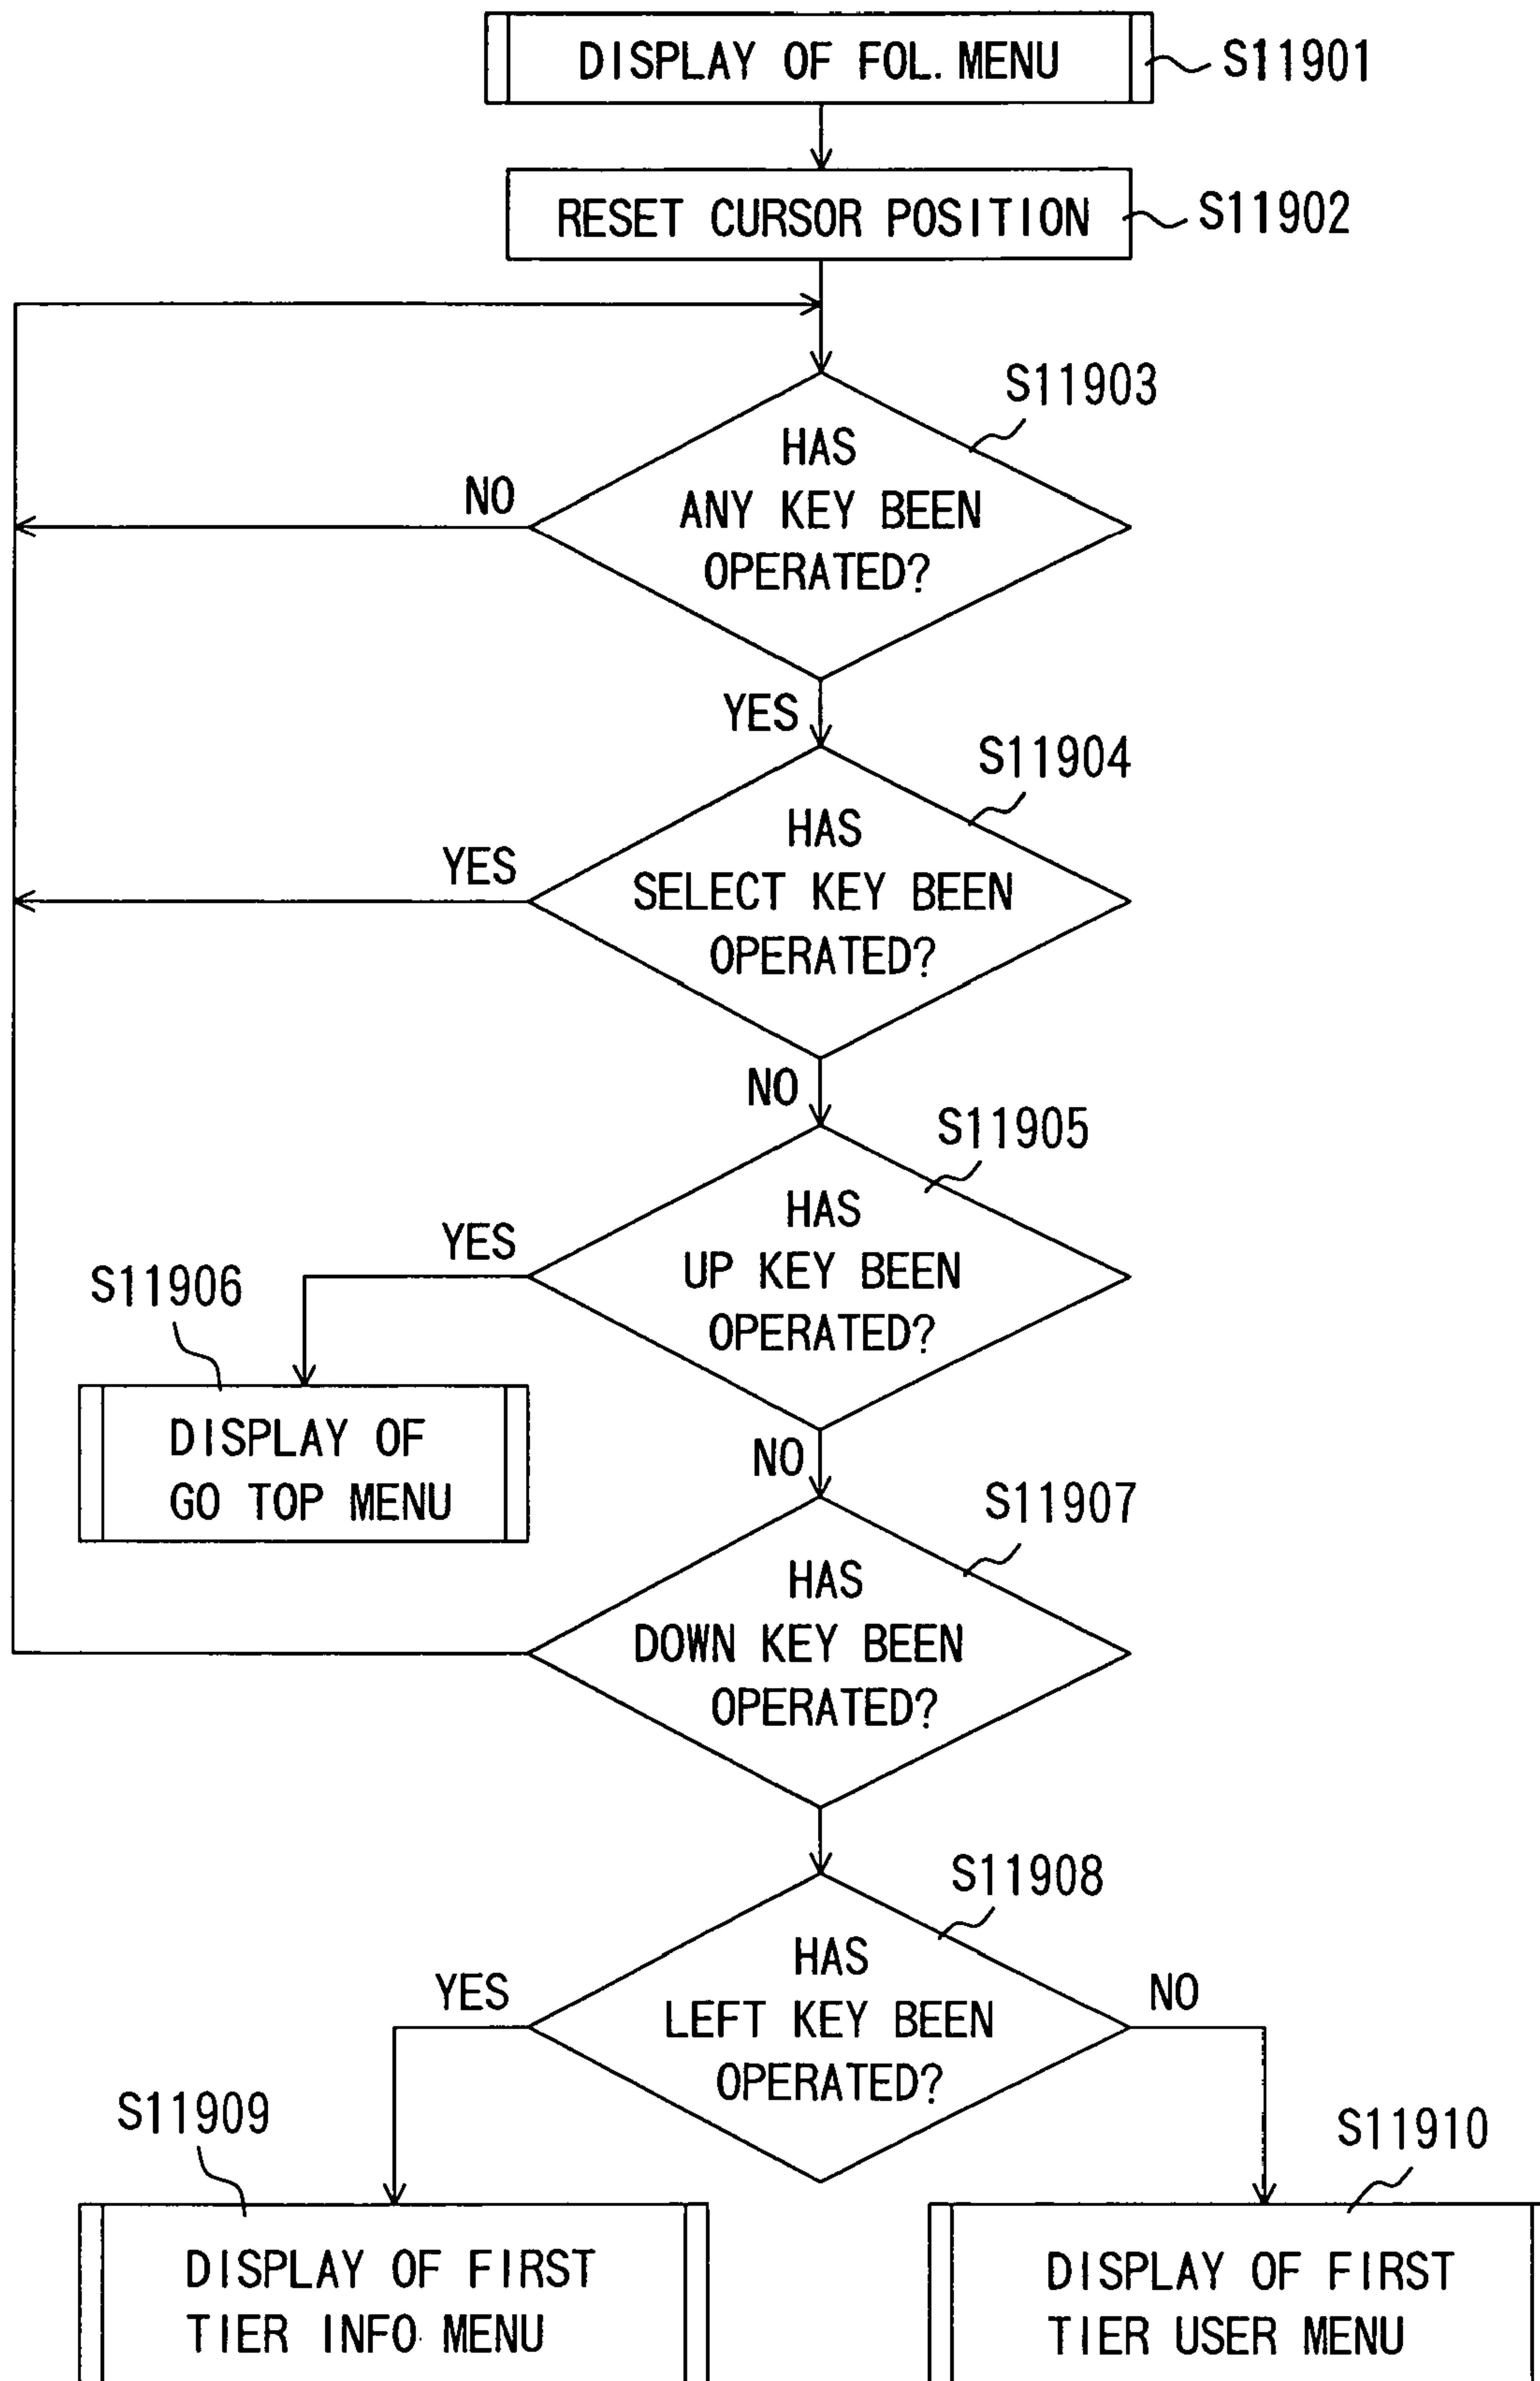 DISPLAY OF FOL. MENU
S11901
RESET CURSOR POSITION
S11902
S11903
HAS
ANY KEY BEEN
OPERATED?
NO
YES
S11904
HAS
SELECT KEY BEEN
OPERATED?
YES
NO
S11905
HAS
UP KEY BEEN
OPERATED?
YES
S11906
DISPLAY OF
GO TOP MENU
NO
S11907
HAS
DOWN KEY BEEN
OPERATED?
S11908
HAS
LEFT KEY BEEN
OPERATED?
YES
NO
S11909
DISPLAY OF FIRST
TIER INFO MENU
S11910
DISPLAY OF FIRST
TIER USER MENU